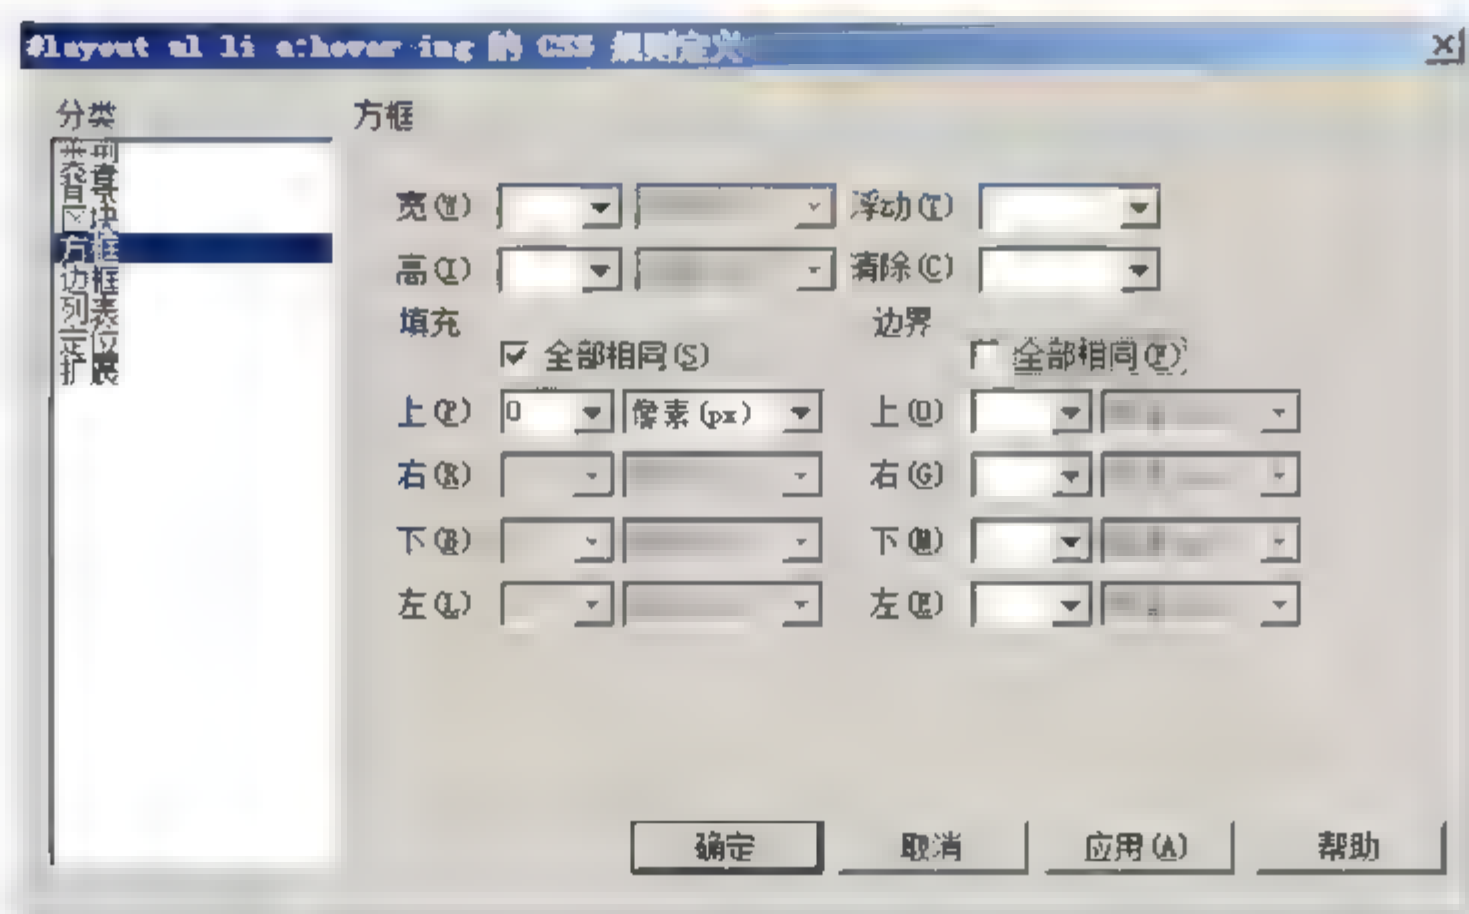 #layout ul li a:hover img 的 CSS 规则定义
分类
类型
背景
区块
方框
边框
列表
定位
扩展
方框
宽(W)
浮动(T)
高(I)
清除(C)
填充
边界
全部相同(S)
全部相同(F)
上(P) 0 像素(px)
上(O)
右(R)
右(G)
下(B)
下(M)
左(L)
左(E)
确定 取消 应用(A) 帮助